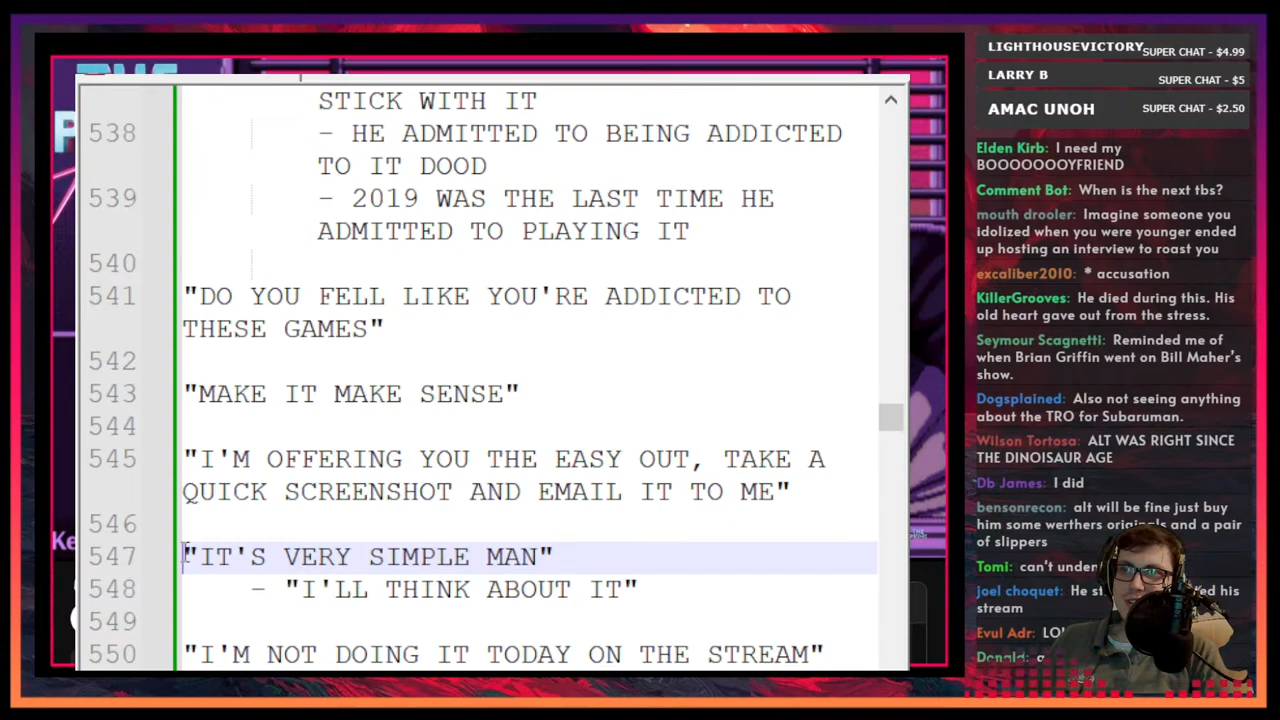 STICK WITH IT
538 - HE ADMITTED TO BEING ADDICTED
TO IT DOOD
539 - 2019 WAS THE LAST TIME HE
ADMITTED TO PLAYING IT
540
541 "DO YOU FELL LIKE YOU'RE ADDICTED TO
THESE GAMES"
542
543 "MAKE IT MAKE SENSE"
544
545 "I'M OFFERING YOU THE EASY OUT, TAKE A
QUICK SCREENSHOT AND EMAIL IT TO ME"
546
547 "IT'S VERY SIMPLE MAN"
548 - "I'LL THINK ABOUT IT"
549
550 "I'M NOT DOING IT TODAY ON THE STREAM"
LIGHTHOUSEVICTORY SUPER CHAT - $4.99
LARRY B SUPER CHAT - $5
AMAC UNOH SUPER CHAT - $2.50
Elden Kirb: I need my
BOOOOOOOYFRIEND
Comment Bot: When is the next tbs?
mouth drooler: Imagine someone you
idolized when you were younger ended
up hosting an interview to roast you
excaliber2010: * accusation
KillerGrooves: He died during this. His
old heart gave out from the stress.
Seymour Scagnetti: Reminded me of
when Brian Griffin went on Bill Maher's
show.
Dogsplained: Also not seeing anything
about the TRO for Subaruman.
Wilson Tortosa: ALT WAS RIGHT SINCE
THE DINOISAUR AGE
Db James: I did
bensonrecon: alt will be fine just buy
him some werthers originals and a pair
of slippers
Tomi: can't
joel choquet: He his
stream
Evul Adr:
Donald: